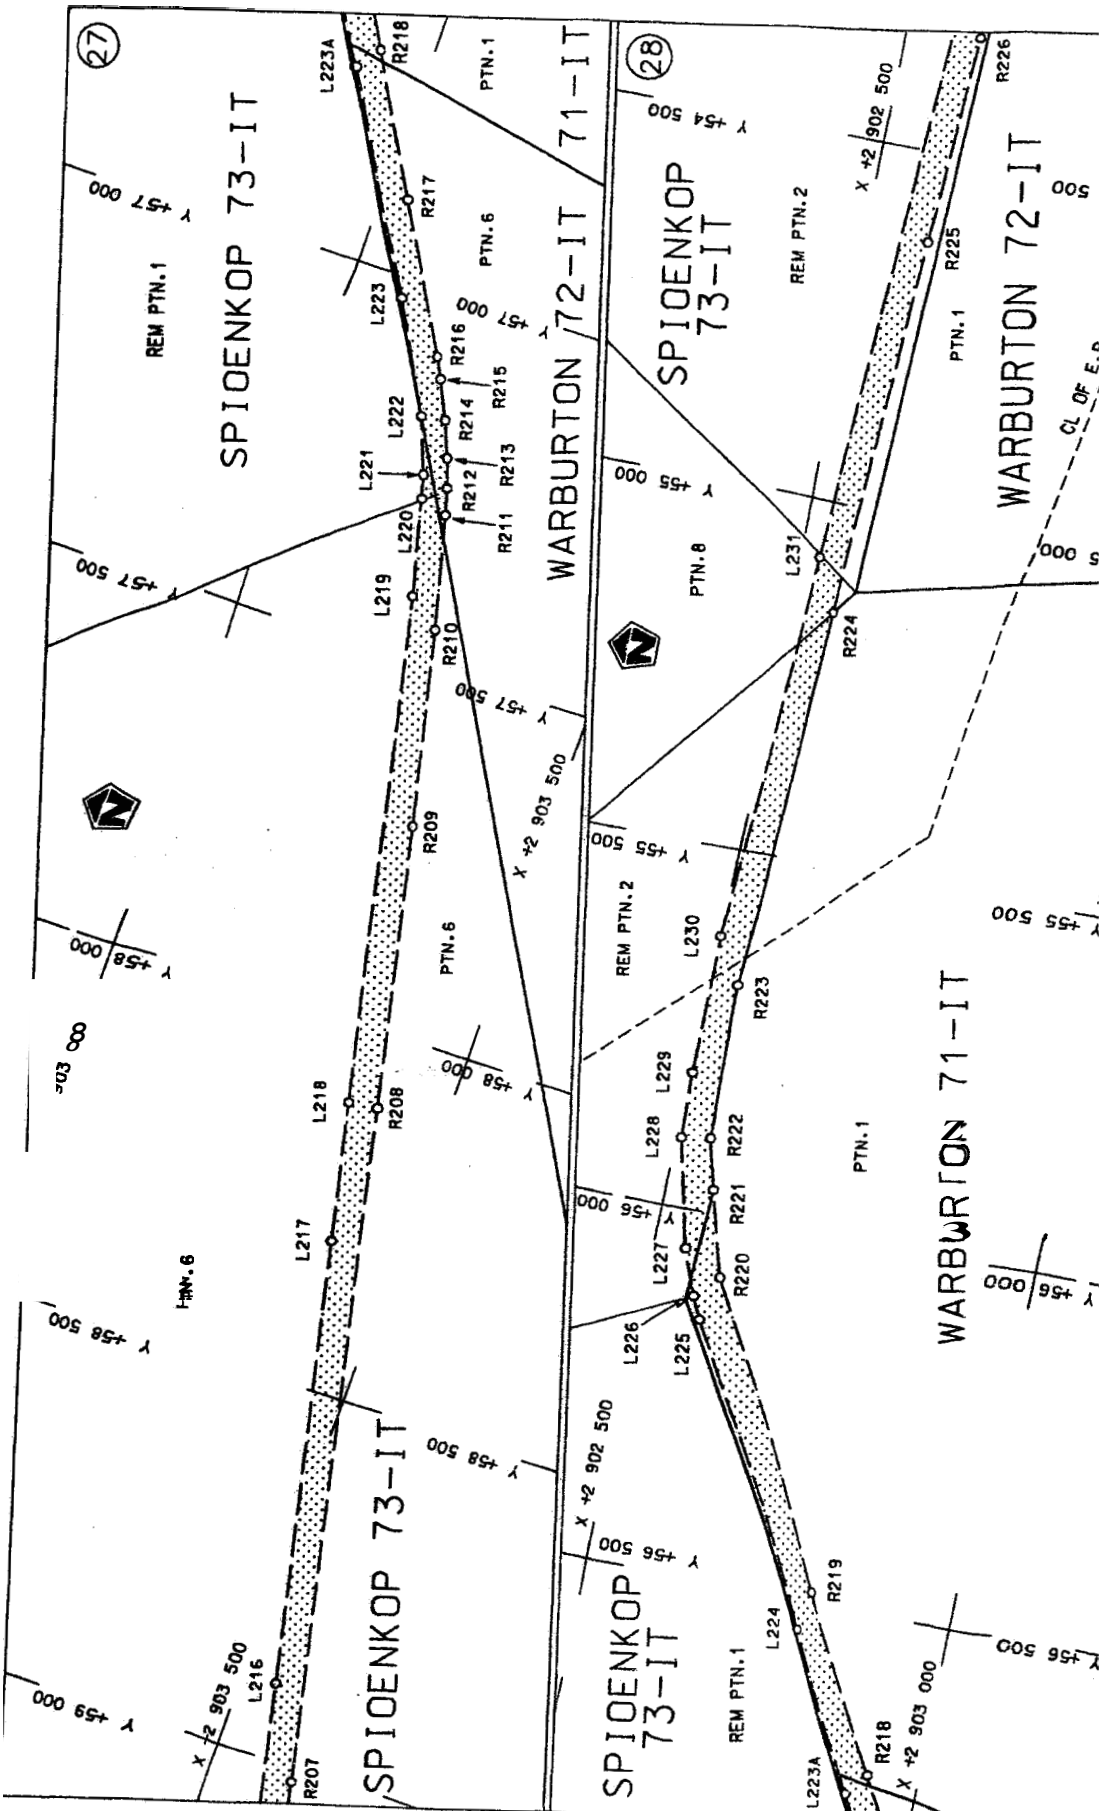 27
SPIOENKOP 73-IT
REM PTN.1
Y +57 000
L223A
R218
PTN.1
71-IT
R217
PTN.6
L223
Y +57 000
R216
R215
L222
R214
L221
R213
L220
R212
R211
WARBURTON 72-IT
Y +57 500
L219
R210
Y +57 500
N
R209
X +2 903 500
PTN.6
Y +58 000
903 000
Y +58 000
L218
R208
L217
Y +58 500
SPIOENKOP 73-IT
Y +58 500
L216
X +2 903 500
Y +59 000
R207
28
Y +54 500
X +2 902 500
R226
SPIOENKOP
73-IT
REM PTN.2
R225
500
PTN.1
WARBURTON 72-IT
Y +55 000
CL OF
L231
PTN.8
000
R224
N
Y +55 500
REM PTN.2
L230
R223
Y +55 500
L229
L228
R222
PTN.1
WARBURTON 71-IT
R221
Y +56 000
L227
R220
Y +56 000
L226
L225
X +2 902 500
Y +56 500
SPIOENKOP
73-IT
REM PTN.1
R219
L224
Y +56 500
X +2 903 000
R218
L223A